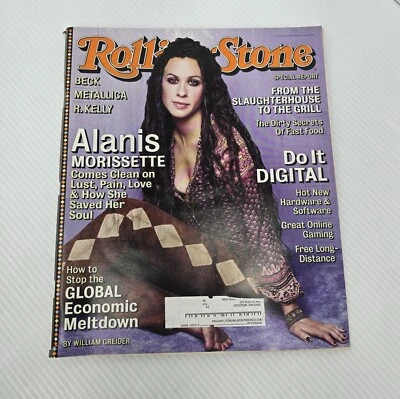 Rolling Stone
BECK
METALLICA
R. KELLY
Alanis
MORISSETTE
Comes Clean on
Lust, Pain, Love
& How She
Saved Her
Soul
How to
Stop the
GLOBAL
Economic
Meltdown
BY WILLIAM GREIDER
SPECIAL REPORT
FROM THE
SLAUGHTERHOUSE
TO THE GRILL
The Dirty Secrets
Of Fast Food
Do It
DIGITAL
Hot New
Hardware &
Software
Great Online
Gaming
Free Long-
Distance